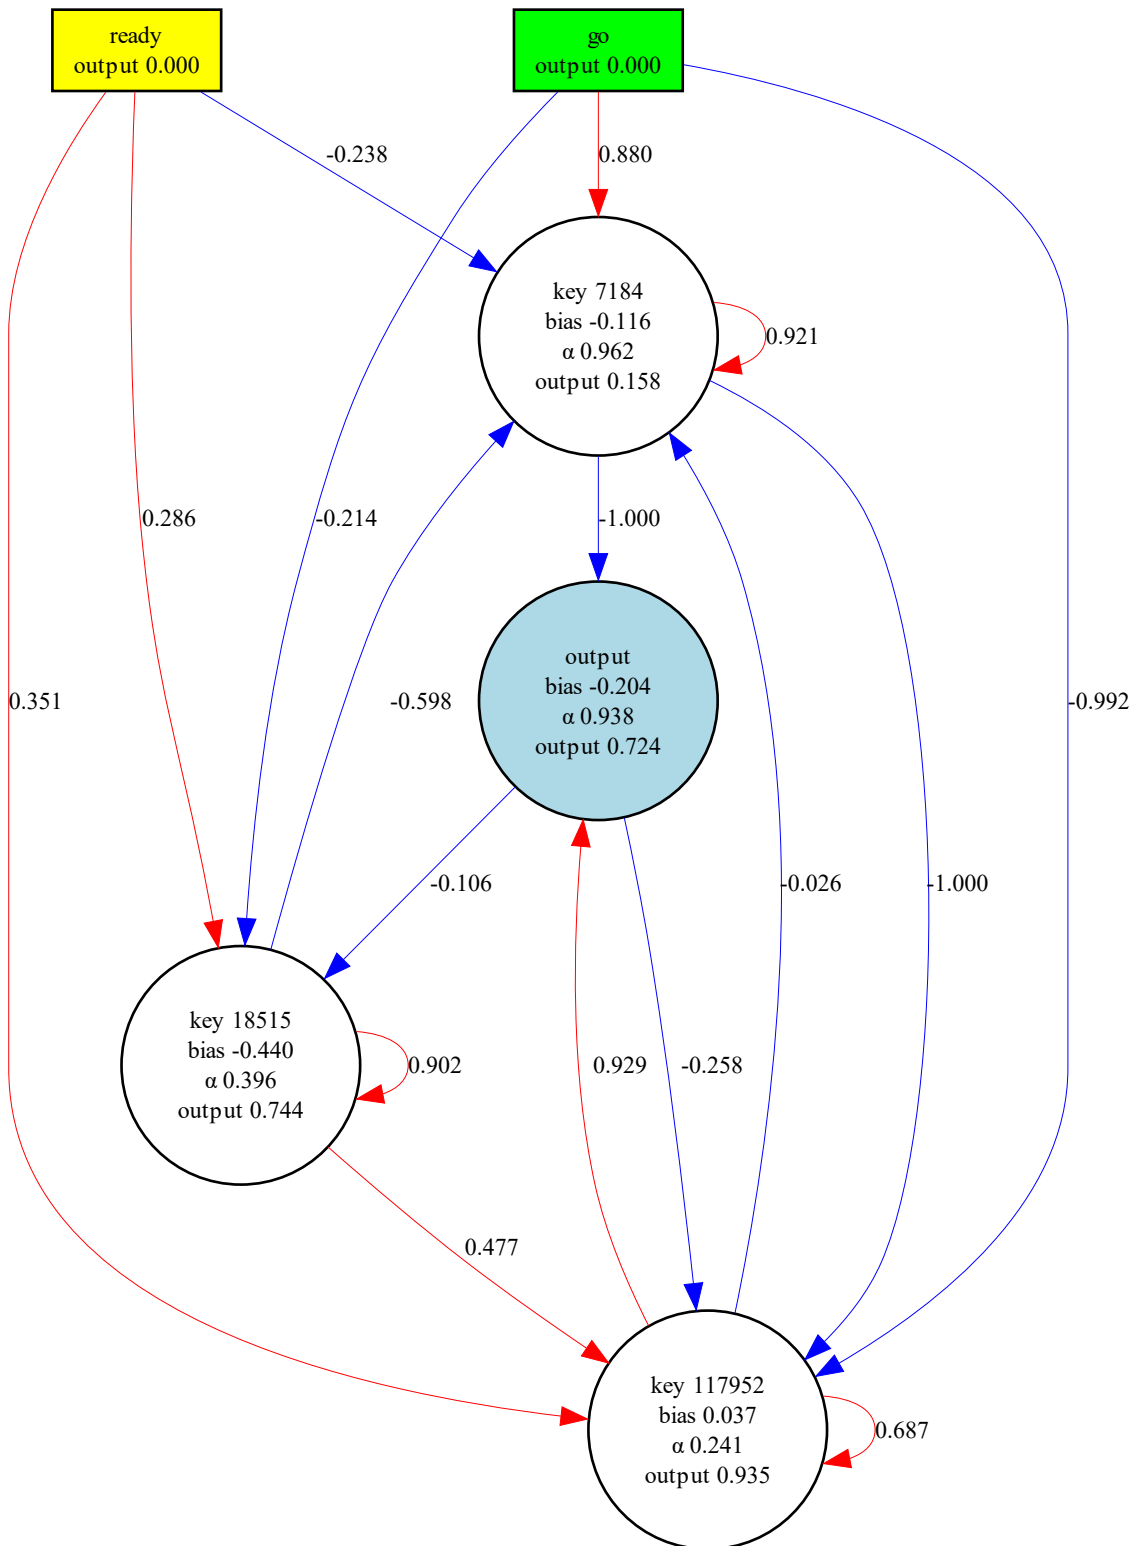 ready
output 0.000
go
output 0.000
-0.238
0.880
key 7184
bias -0.116
α 0.962
output 0.158
0.921
0.286
-0.214
-1.000
output
bias -0.204
α 0.938
output 0.724
0.351
-0.598
-0.992
-0.106
-0.026
-1.000
key 18515
bias -0.440
α 0.396
output 0.744
0.902
0.929
-0.258
0.477
key 117952
bias 0.037
α 0.241
output 0.935
0.687